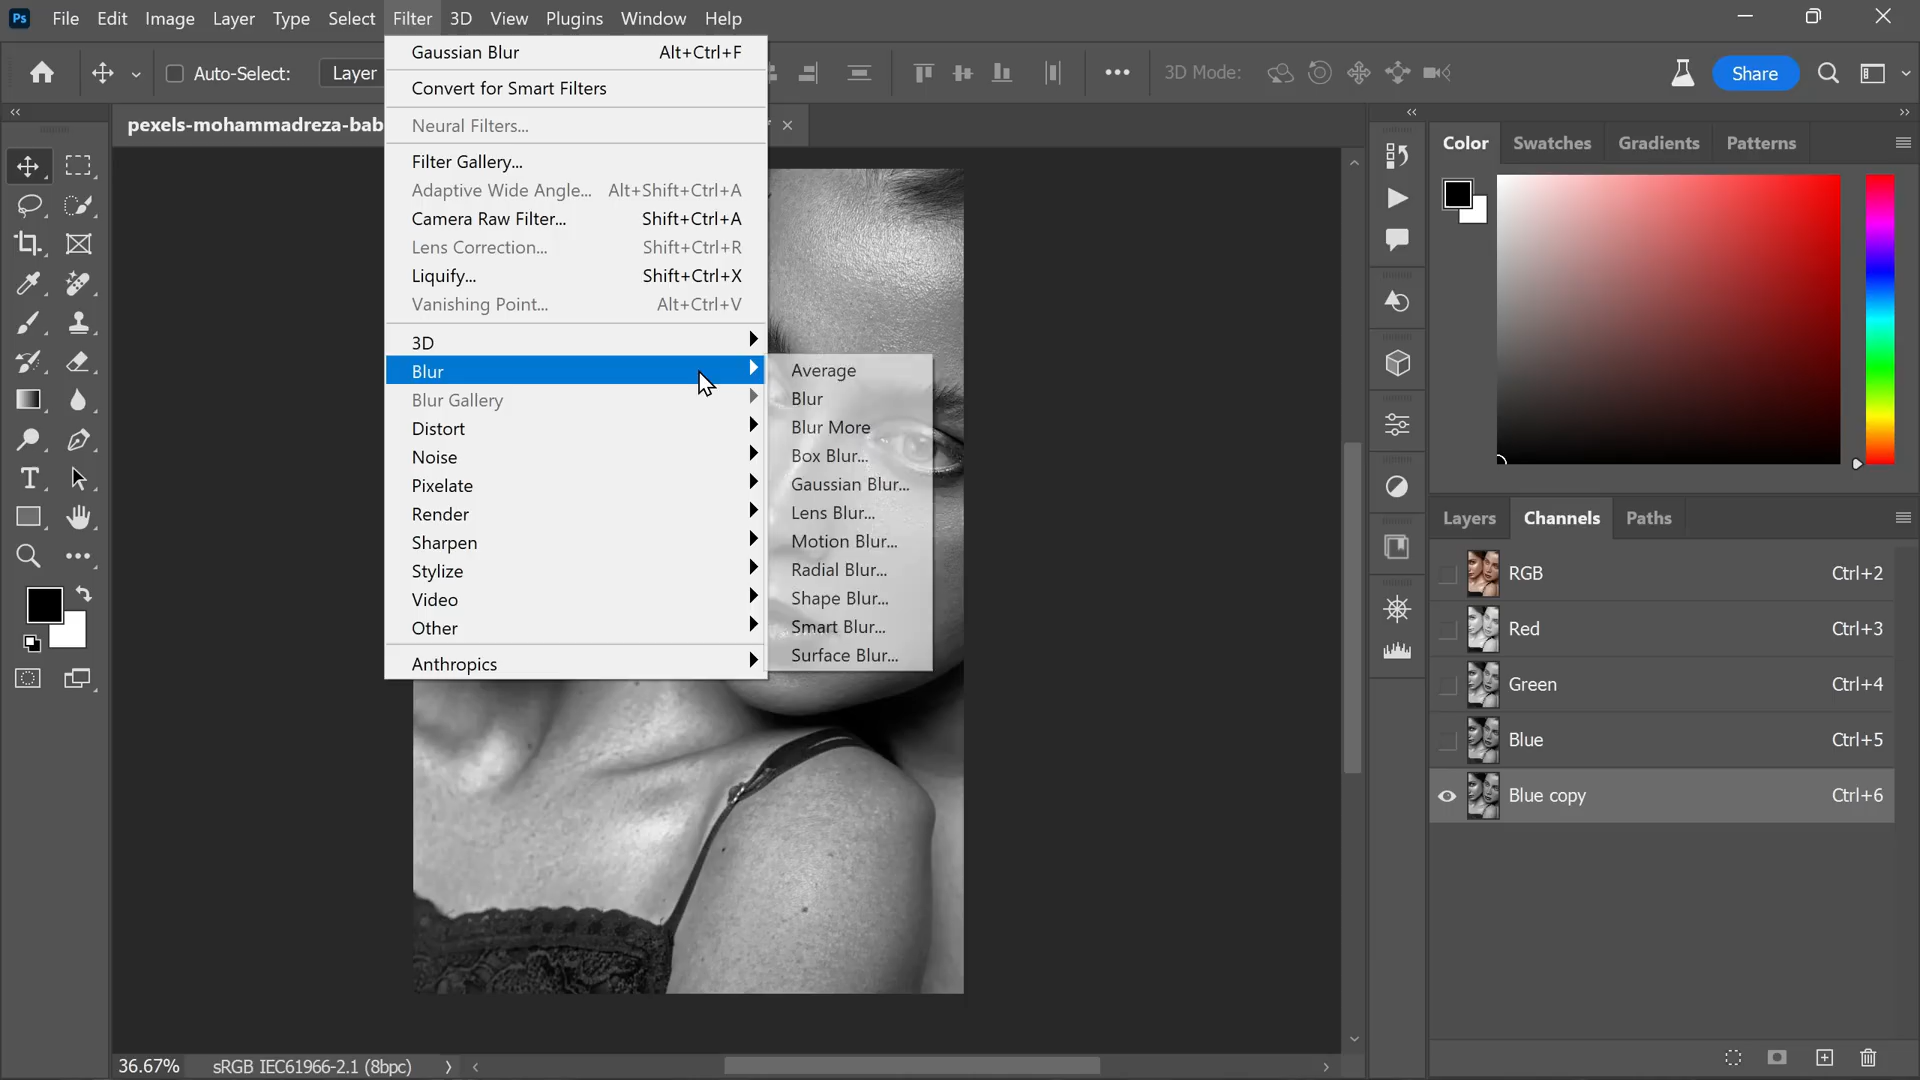 Ps File Edit Image Layer Type Select Filter 3D View Plugins Window Help
Auto-Select: Layer
3D Mode:
Share
pexels-mohammadreza-bab
Gaussian Blur Alt+Ctrl+F
Convert for Smart Filters
Neural Filters...
Filter Gallery...
Adaptive Wide Angle... Alt+Shift+Ctrl+A
Camera Raw Filter... Shift+Ctrl+A
Lens Correction... Shift+Ctrl+R
Liquify... Shift+Ctrl+X
Vanishing Point... Alt+Ctrl+V
3D
Blur
Blur Gallery
Distort
Noise
Pixelate
Render
Sharpen
Stylize
Video
Other
Anthropics
Average
Blur
Blur More
Box Blur...
Gaussian Blur...
Lens Blur...
Motion Blur...
Radial Blur...
Shape Blur...
Smart Blur...
Surface Blur...
Color Swatches Gradients Patterns
Layers Channels Paths
RGB Ctrl+2
Red Ctrl+3
Green Ctrl+4
Blue Ctrl+5
Blue copy Ctrl+6
36.67% sRGB IEC61966-2.1 (8bpc)